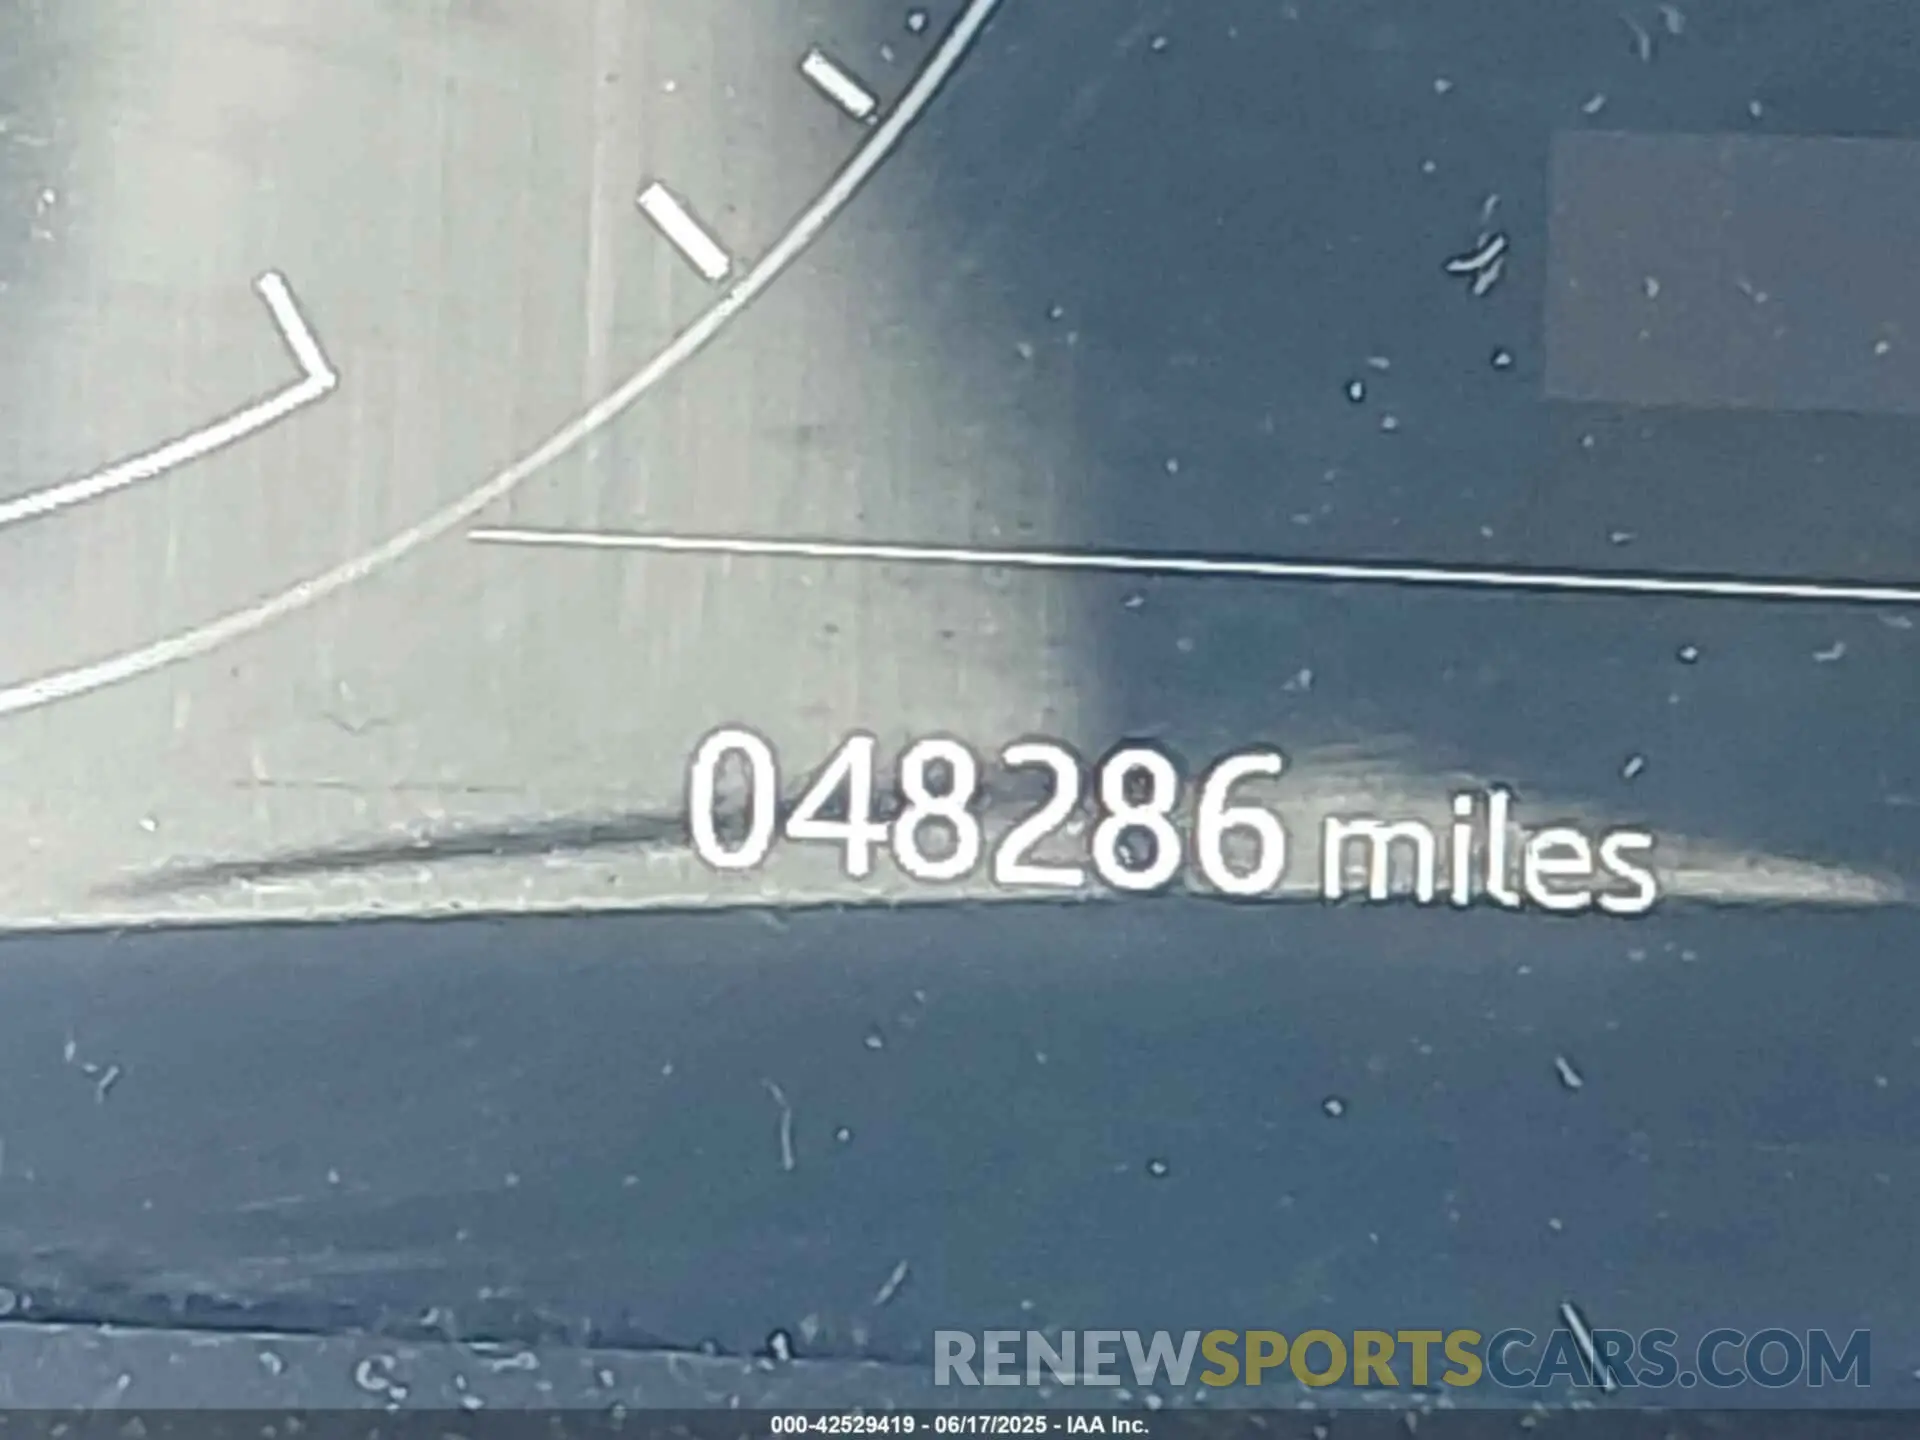 048286 miles
RENEWSPORTSCARS.COM
000-42529419 - 06/17/2025 - IAA Inc.